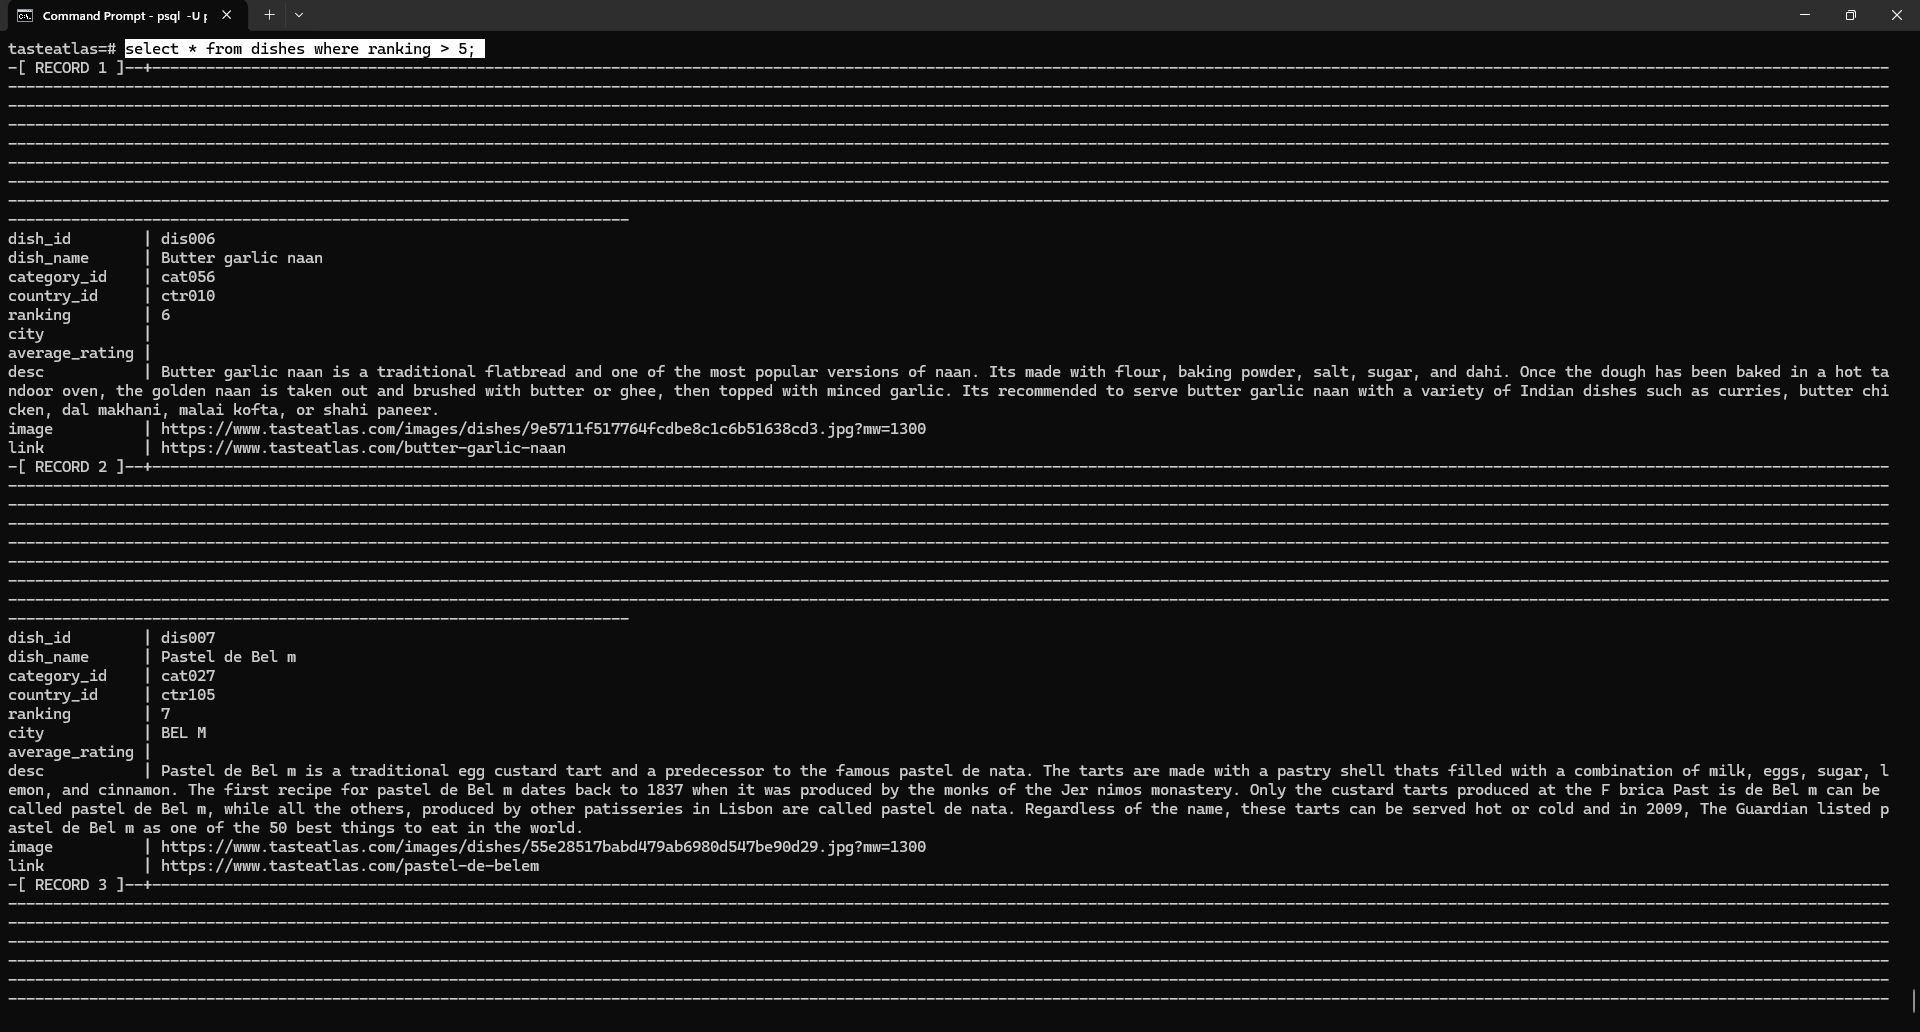 Command Prompt - psql -U p
tasteatlas=# select * from dishes where ranking > 5;
-[ RECORD 1 ]--+---
dish_id | dis006
dish_name | Butter garlic naan
category_id | cat056
country_id | ctr010
ranking | 6
city |
average_rating |
desc | Butter garlic naan is a traditional flatbread and one of the most popular versions of naan. Its made with flour, baking powder, salt, sugar, and dahi. Once the dough has been baked in a hot ta
ndoor oven, the golden naan is taken out and brushed with butter or ghee, then topped with minced garlic. Its recommended to serve butter garlic naan with a variety of Indian dishes such as curries, butter chi
cken, dal makhani, malai kofta, or shahi paneer.
image | https://www.tasteatlas.com/images/dishes/9e5711f517764fcdbe8c1c6b51638cd3.jpg?mw=1300
link | https://www.tasteatlas.com/butter-garlic-naan
-[ RECORD 2 ]--+---
dish_id | dis007
dish_name | Pastel de Bel m
category_id | cat027
country_id | ctr105
ranking | 7
city | BEL M
average_rating |
desc | Pastel de Bel m is a traditional egg custard tart and a predecessor to the famous pastel de nata. The tarts are made with a pastry shell thats filled with a combination of milk, eggs, sugar, l
emon, and cinnamon. The first recipe for pastel de Bel m dates back to 1837 when it was produced by the monks of the Jer nimos monastery. Only the custard tarts produced at the F brica Past is de Bel m can be
called pastel de Bel m, while all the others, produced by other patisseries in Lisbon are called pastel de nata. Regardless of the name, these tarts can be served hot or cold and in 2009, The Guardian listed p
astel de Bel m as one of the 50 best things to eat in the world.
image | https://www.tasteatlas.com/images/dishes/55e28517babd479ab6980d547be90d29.jpg?mw=1300
link | https://www.tasteatlas.com/pastel-de-belem
-[ RECORD 3 ]--+---